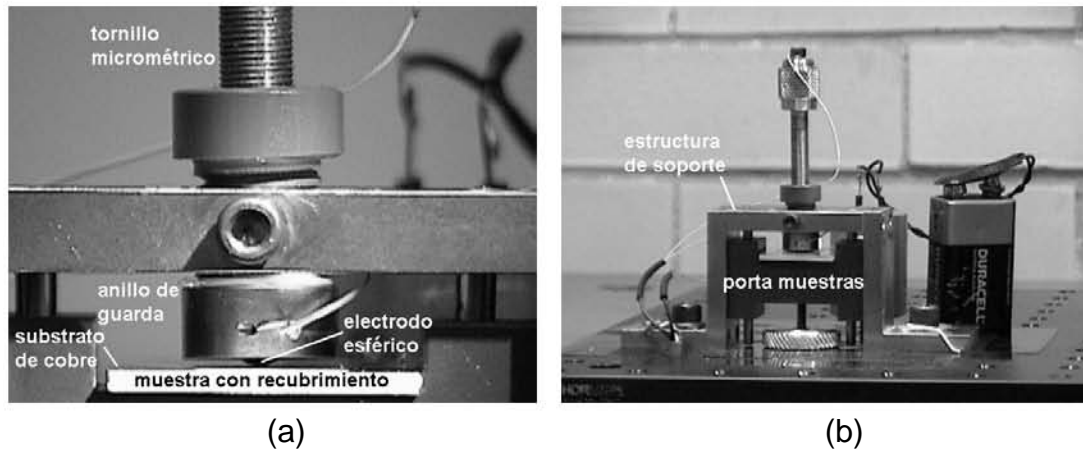 tornillo
micrométrico
anillo de
guarda
substrato
de cobre
electrodo
esférico
muestra con recubrimiento
(a)
estructura
de soporte
porta muestras
DURACELL
(b)